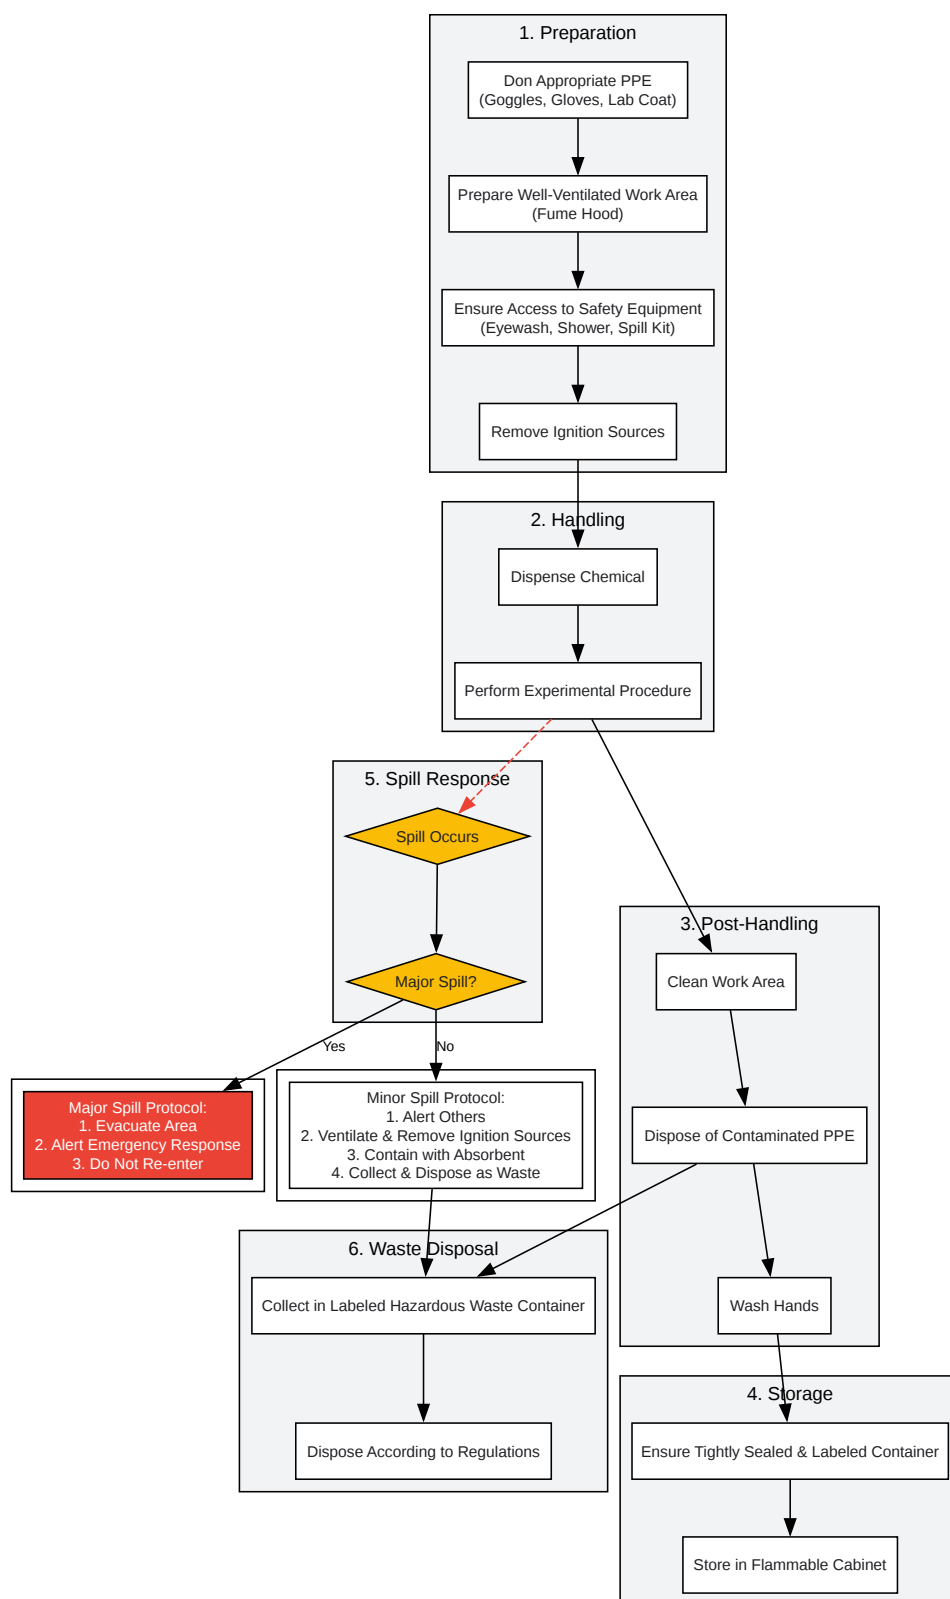 1. Preparation
Don Appropriate PPE
(Goggles, Gloves, Lab Coat)
Prepare Well-Ventilated Work Area
(Fume Hood)
Ensure Access to Safety Equipment
(Eyewash, Shower, Spill Kit)
Remove Ignition Sources
2. Handling
Dispense Chemical
Perform Experimental Procedure
5. Spill Response
Spill Occurs
Major Spill?
Yes
No
Major Spill Protocol:
1. Evacuate Area
2. Alert Emergency Response
3. Do Not Re-enter
Minor Spill Protocol:
1. Alert Others
2. Ventilate & Remove Ignition Sources
3. Contain with Absorbent
4. Collect & Dispose as Waste
3. Post-Handling
Clean Work Area
Dispose of Contaminated PPE
Wash Hands
6. Waste Disposal
Collect in Labeled Hazardous Waste Container
Dispose According to Regulations
4. Storage
Ensure Tightly Sealed & Labeled Container
Store in Flammable Cabinet